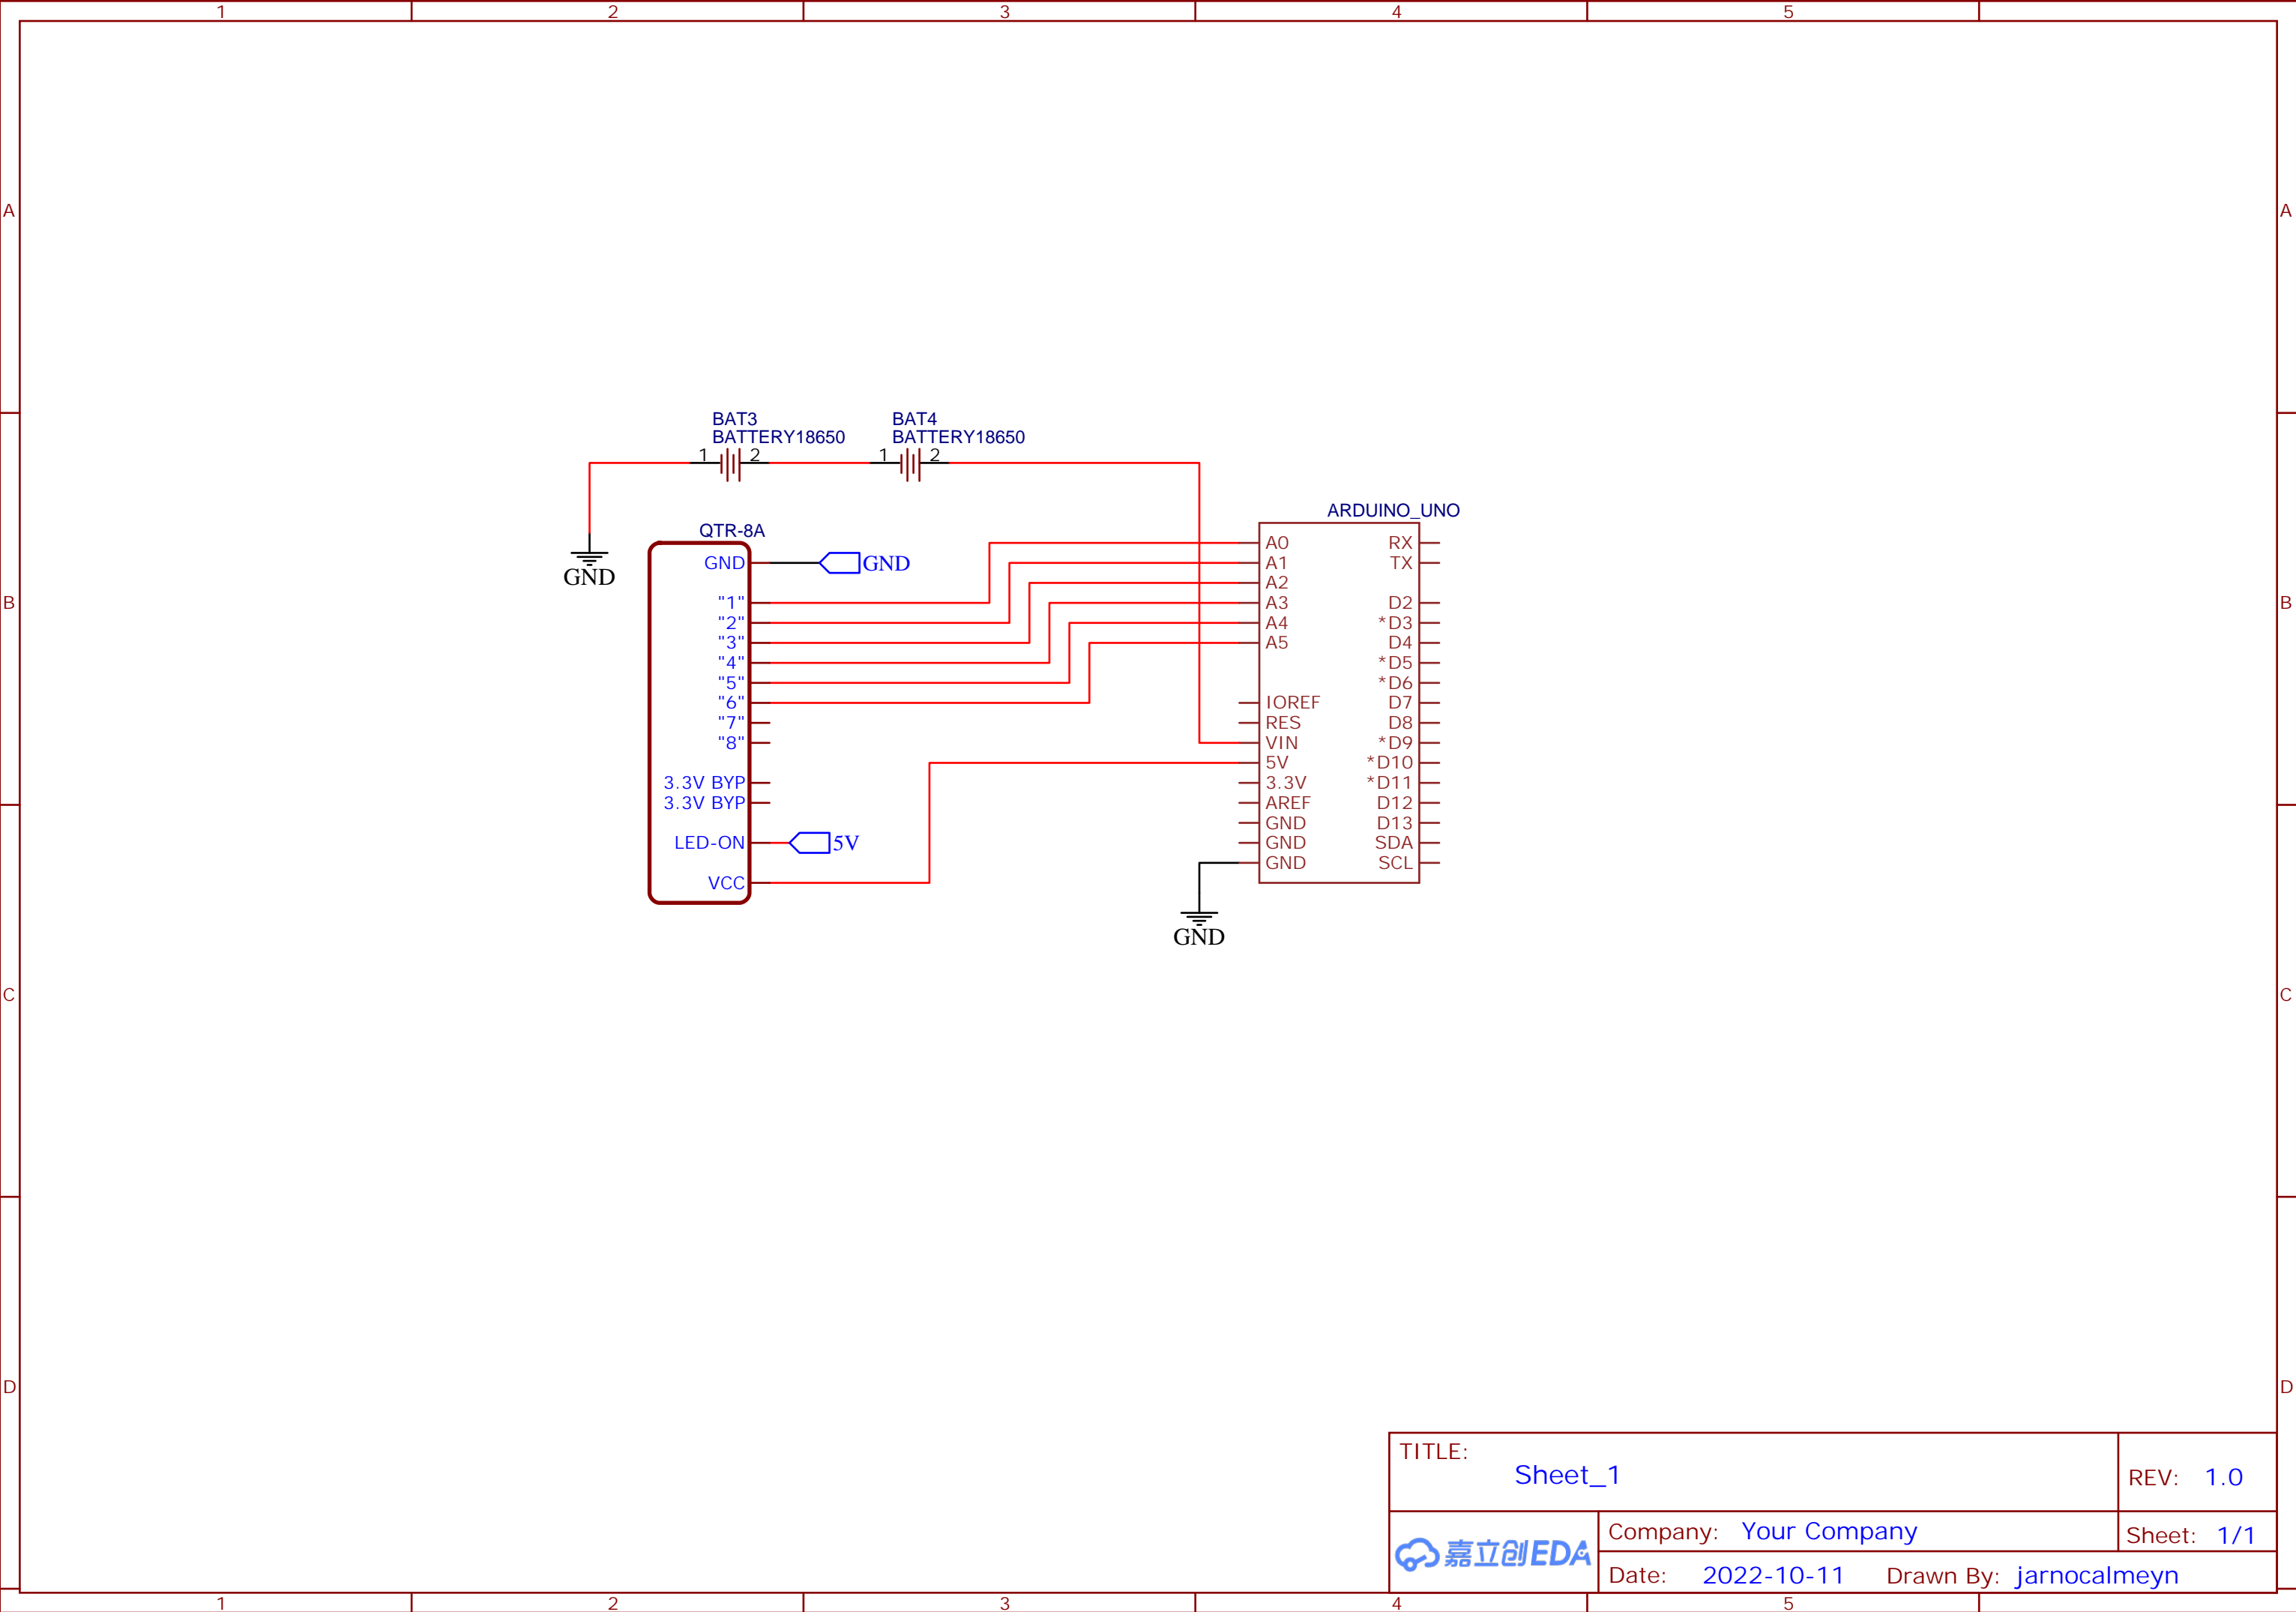 1 2 3 4 5
A A
BAT3 BAT4
BATTERY18650 BATTERY18650
1 2 1 2
ARDUINO_UNO
QTR-8A
GND
GND GND
"1"
"2"
"3"
"4"
"5"
"6"
"7"
"8"
3.3V BYP
3.3V BYP
LED-ON 5V
VCC
A0 RX
A1 TX
A2
A3 D2
A4 *D3
A5 D4
*D5
*D6
IOREF D7
RES D8
VIN *D9
5V *D10
3.3V *D11
AREF D12
GND D13
GND SDA
GND SCL
GND
B B
C C
D D
TITLE:
Sheet_1
REV: 1.0
嘉立创EDA
Company: Your Company
Sheet: 1/1
Date: 2022-10-11 Drawn By: jarnocalmeyn
1 2 3 4 5